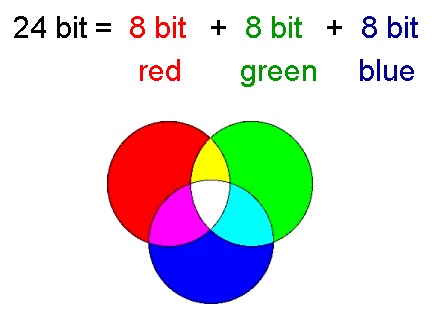 24 bit = 8 bit + 8 bit + 8 bit
red green blue